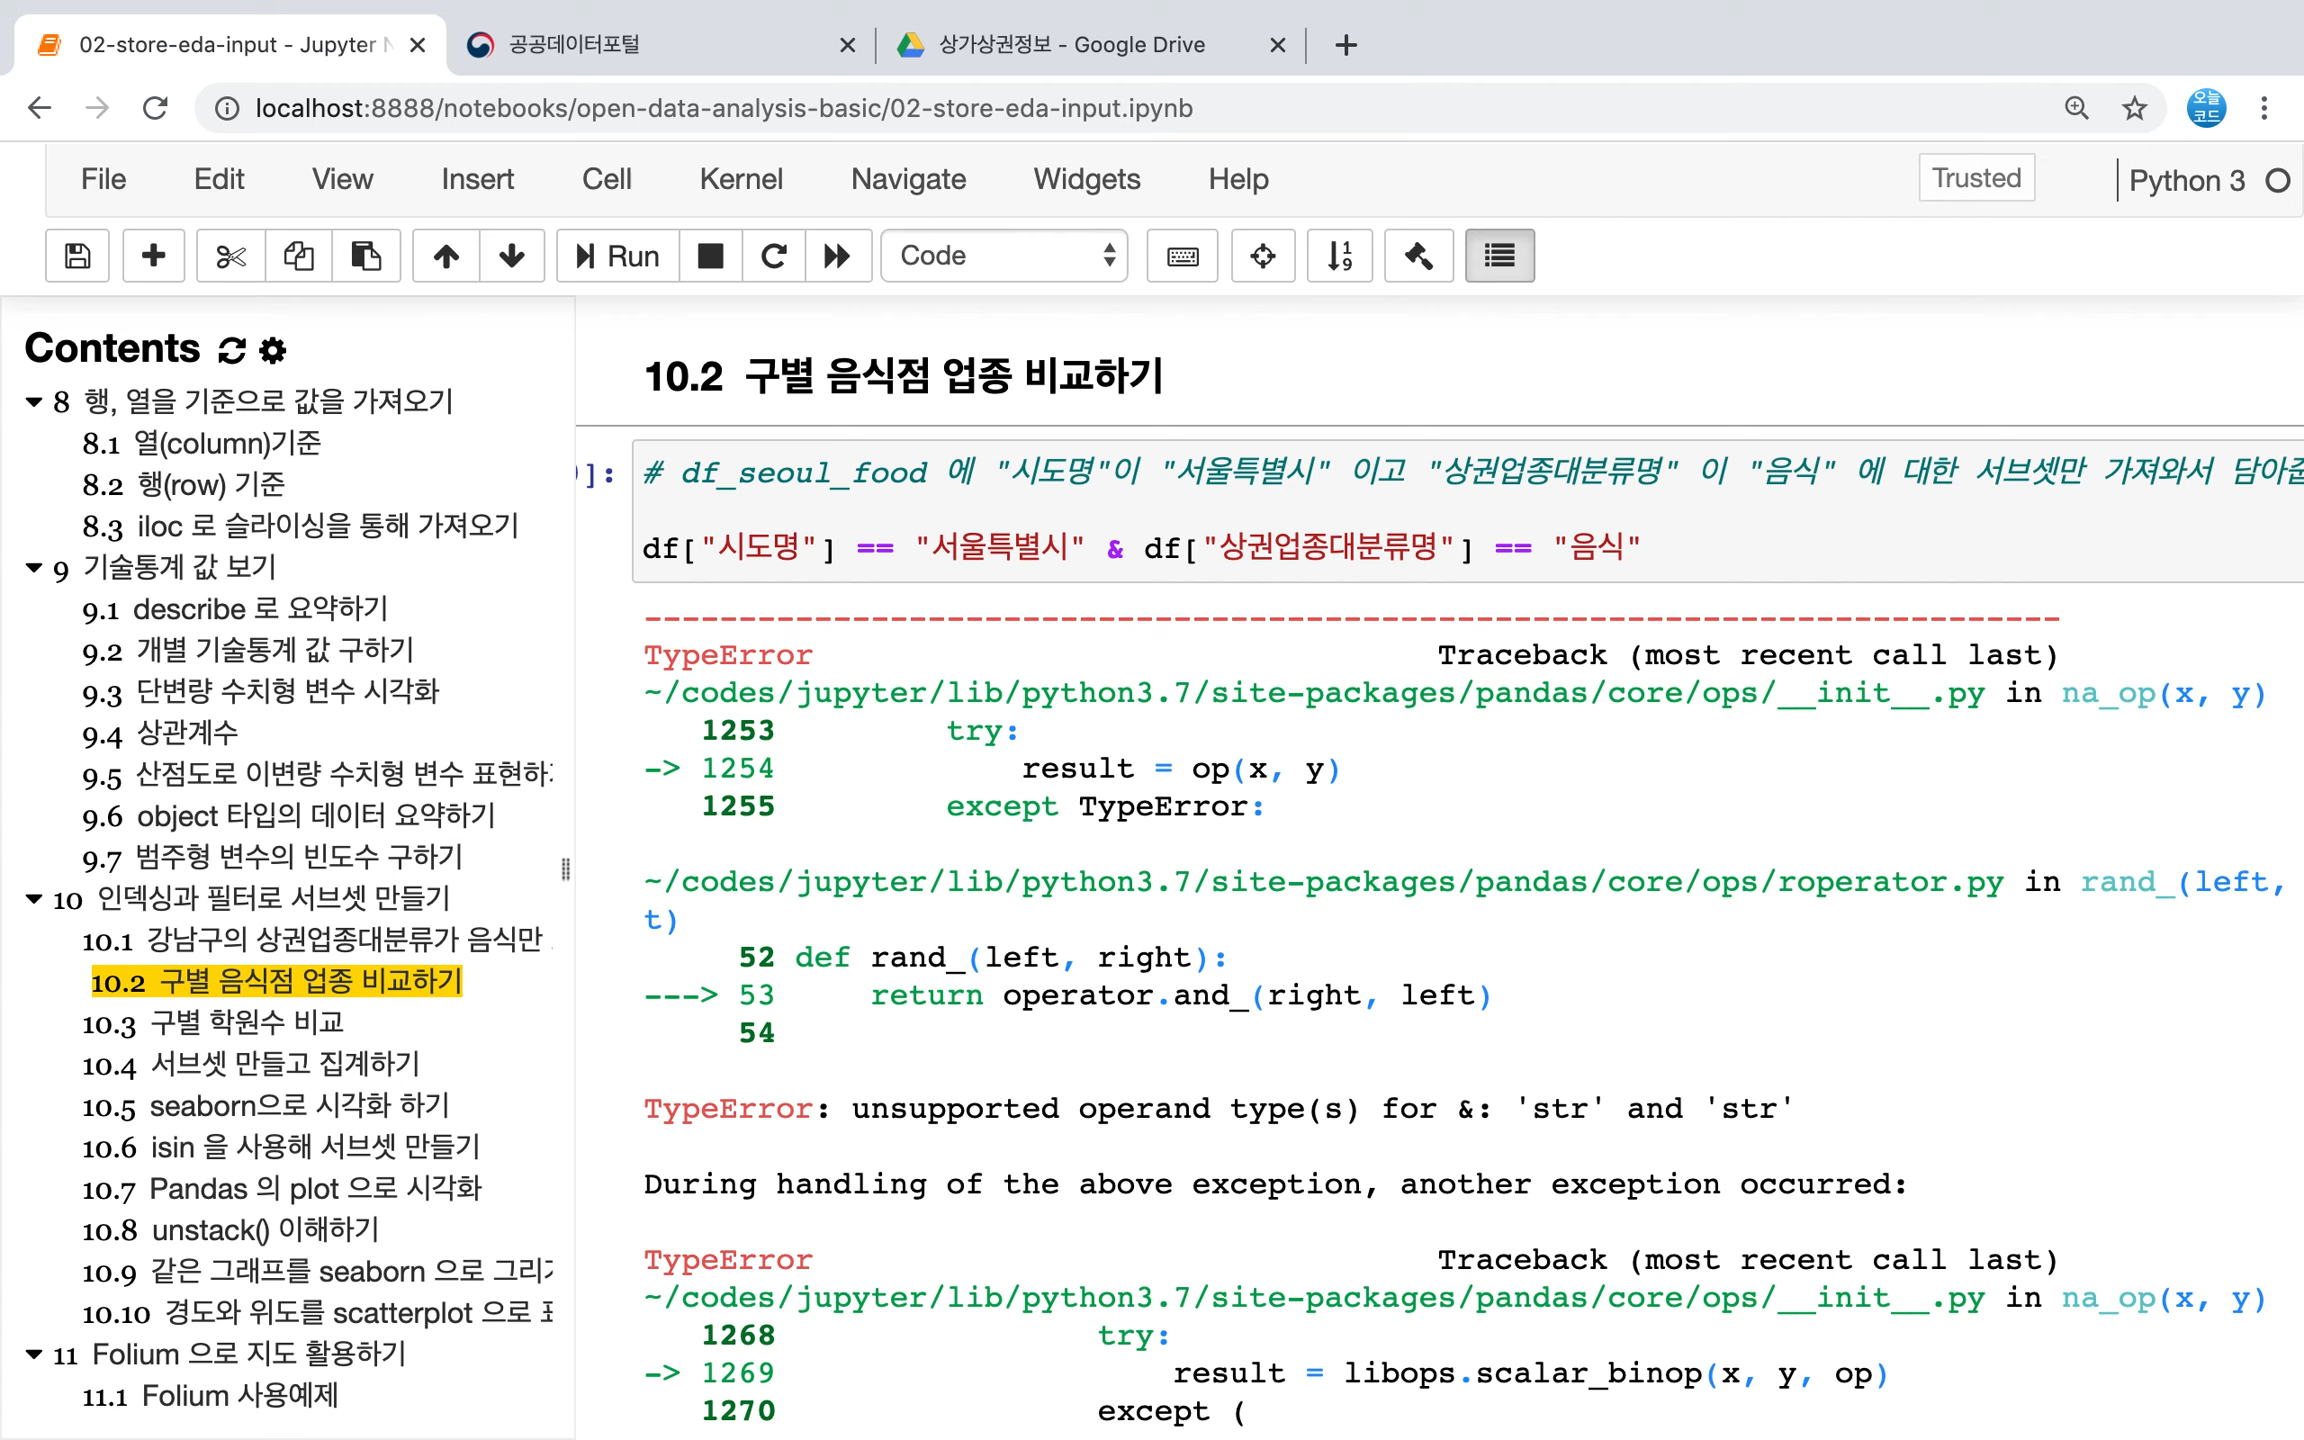 02-store-eda-input - Jupyter N
공공데이터포털
상가상권정보 - Google Drive
localhost:8888/notebooks/open-data-analysis-basic/02-store-eda-input.ipynb
오늘
코드
File Edit View Insert Cell Kernel Navigate Widgets Help Trusted Python 3
Run Code
Contents
8 행, 열을 기준으로 값을 가져오기
8.1 열(column)기준
8.2 행(row) 기준
8.3 iloc 로 슬라이싱을 통해 가져오기
9 기술통계 값 보기
9.1 describe 로 요약하기
9.2 개별 기술통계 값 구하기
9.3 단변량 수치형 변수 시각화
9.4 상관계수
9.5 산점도로 이변량 수치형 변수 표현하
9.6 object 타입의 데이터 요약하기
9.7 범주형 변수의 빈도수 구하기
10 인덱싱과 필터로 서브셋 만들기
10.1 강남구의 상권업종대분류가 음식만
10.2 구별 음식점 업종 비교하기
10.3 구별 학원수 비교
10.4 서브셋 만들고 집계하기
10.5 seaborn으로 시각화 하기
10.6 isin 을 사용해 서브셋 만들기
10.7 Pandas 의 plot 으로 시각화
10.8 unstack() 이해하기
10.9 같은 그래프를 seaborn 으로 그리
10.10 경도와 위도를 scatterplot 으로
11 Folium 으로 지도 활용하기
11.1 Folium 사용예제
10.2 구별 음식점 업종 비교하기
]: # df_seoul_food 에 "시도명"이 "서울특별시" 이고 "상권업종대분류명" 이 "음식" 에 대한 서브셋만 가져와서 담아줍
df["시도명"] == "서울특별시" & df["상권업종대분류명"] == "음식"
---------------------------------------------------------------------------
TypeError Traceback (most recent call last)
~/codes/jupyter/lib/python3.7/site-packages/pandas/core/ops/__init__.py in na_op(x, y)
1253 try:
-> 1254 result = op(x, y)
1255 except TypeError:
~/codes/jupyter/lib/python3.7/site-packages/pandas/core/ops/roperator.py in rand_(left,
t)
52 def rand_(left, right):
---> 53 return operator.and_(right, left)
54
TypeError: unsupported operand type(s) for &: 'str' and 'str'
During handling of the above exception, another exception occurred:
TypeError Traceback (most recent call last)
~/codes/jupyter/lib/python3.7/site-packages/pandas/core/ops/__init__.py in na_op(x, y)
1268 try:
-> 1269 result = libops.scalar_binop(x, y, op)
1270 except (